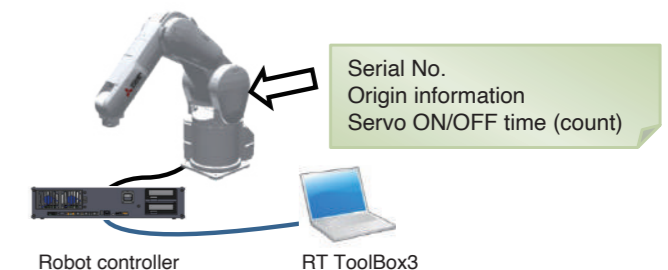 Serial No.
Origin information
Servo ON/OFF time (count)
Robot controller
RT ToolBox3